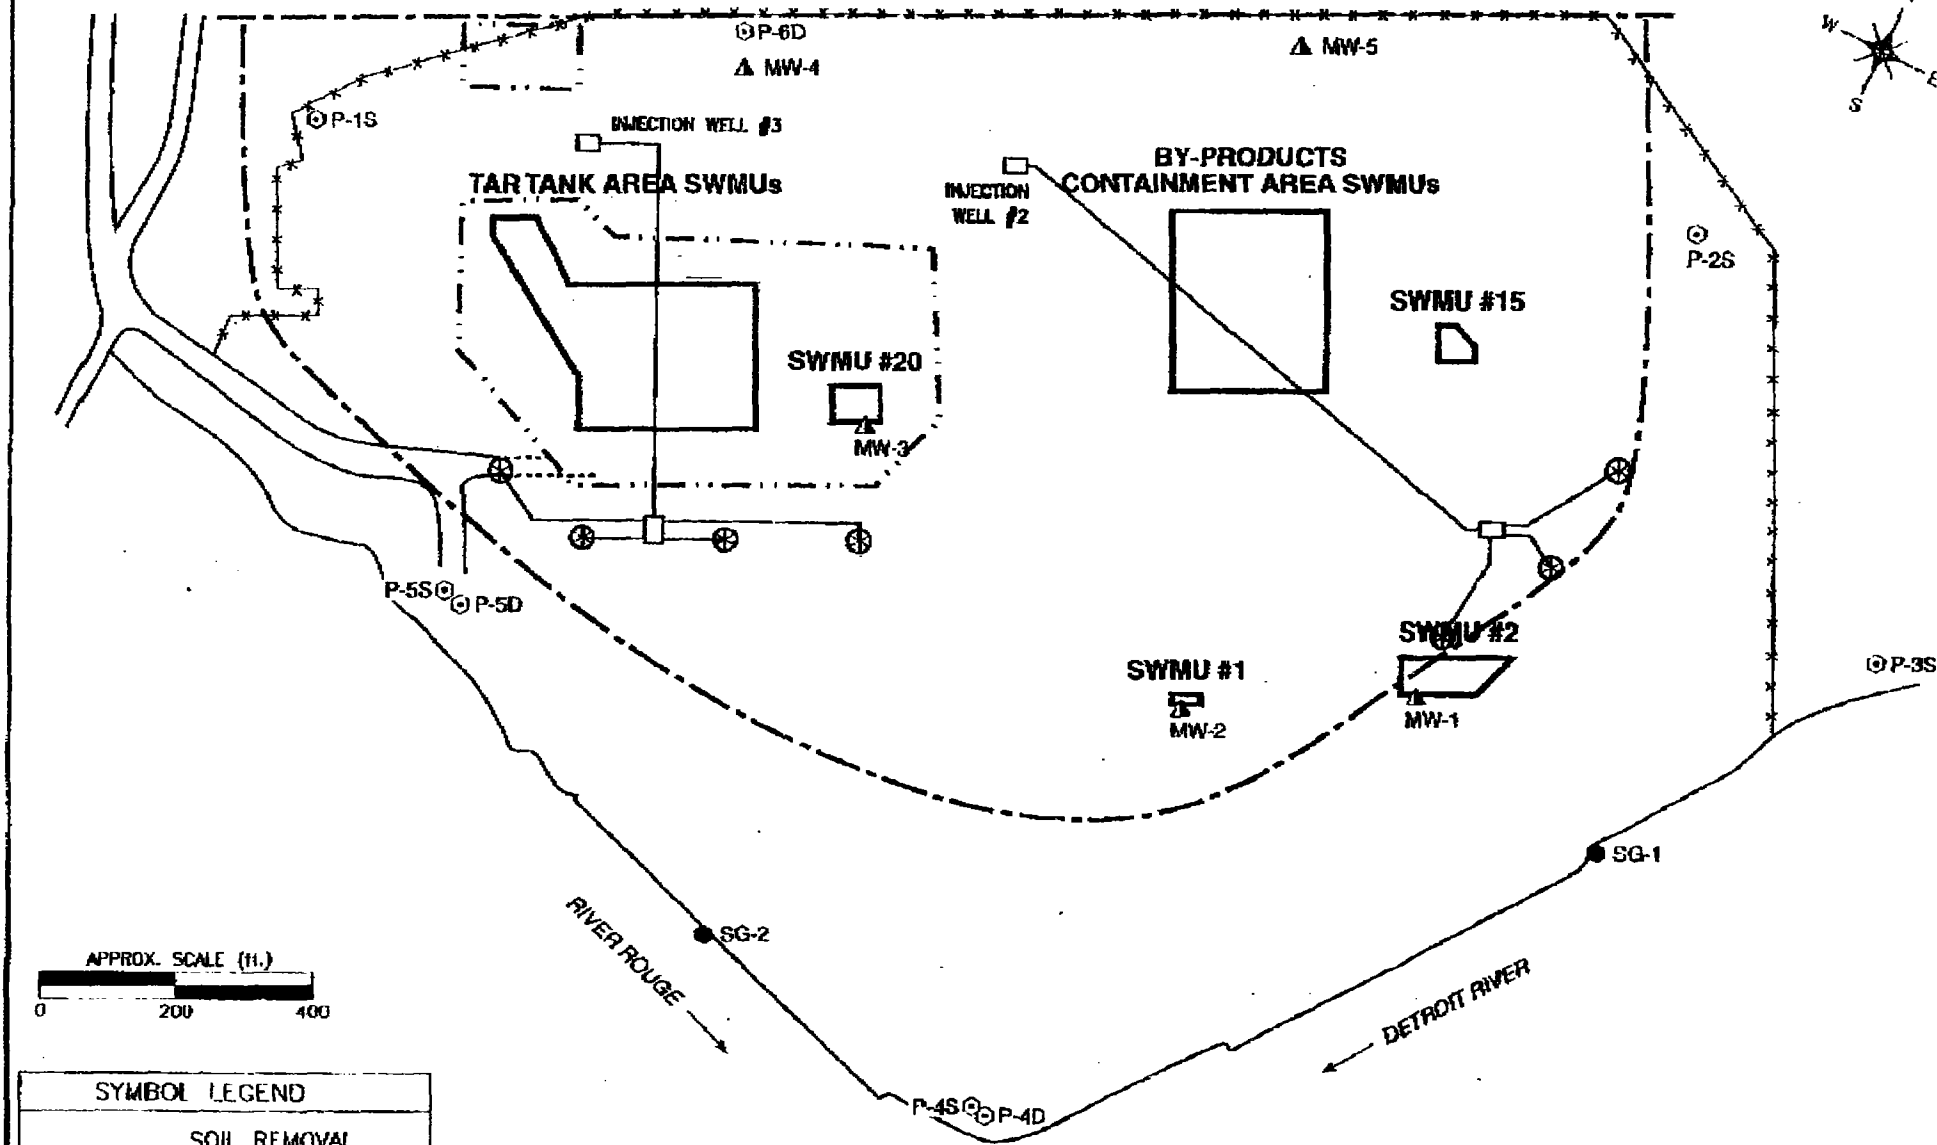 P-6D
MW-4
MW-5
W
E
S
P-1S
INJECTION WELL #3
TAR TANK AREA SWMUs
BY-PRODUCTS
CONTAINMENT AREA SWMUs
INJECTION
WELL #2
P-2S
SWMU #15
SWMU #20
MW-3
P-5S
P-5D
SWMU #2
SWMU #1
MW-1
MW-2
P-3S
SG-1
SG-2
RIVER ROUGE
DETROIT RIVER
APPROX. SCALE (ft.)
0 200 400
SYMBOL LEGEND
SOIL REMOVAL
P-4S
P-4D